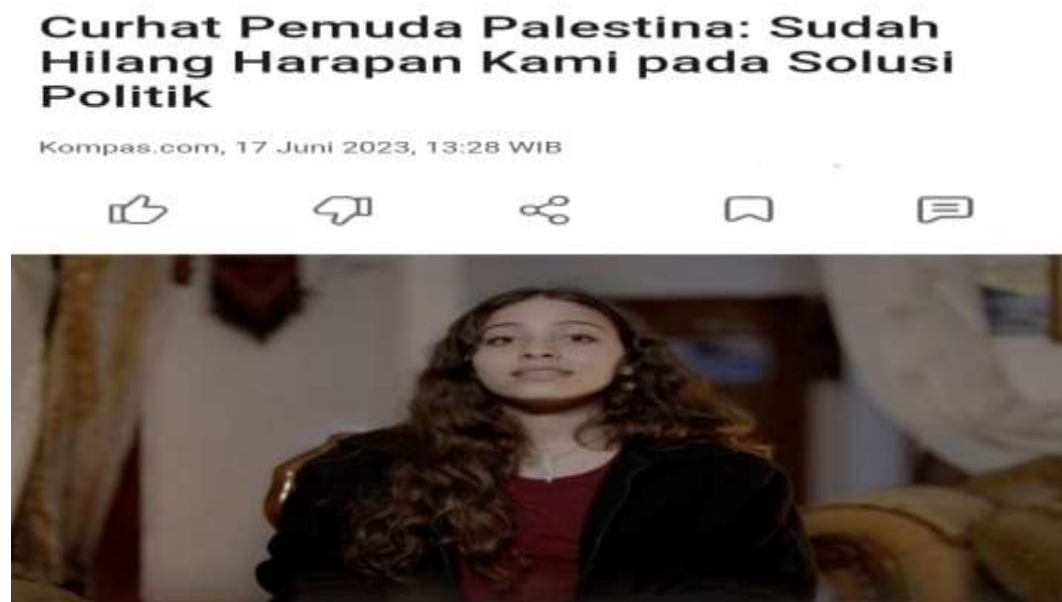 Curhat Pemuda Palestina: Sudah
Hilang Harapan Kami pada Solusi
Politik
Kompas.com, 17 Juni 2023, 13:28 WIB